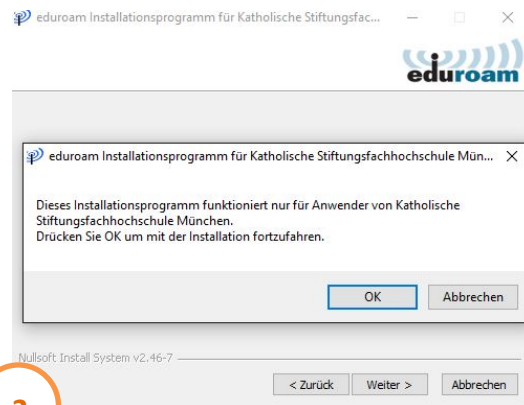 eduroam Installationsprogramm für Katholische Stiftungsfac...
eduroam
eduroam Installationsprogramm für Katholische Stiftungsfachhochschule Mün...
Dieses Installationsprogramm funktioniert nur für Anwender von Katholische
Stiftungsfachhochschule München.
Drücken Sie OK um mit der Installation fortzufahren.
OK Abbrechen
Nullsoft Install System v2.46-7
< Zurück Weiter > Abbrechen